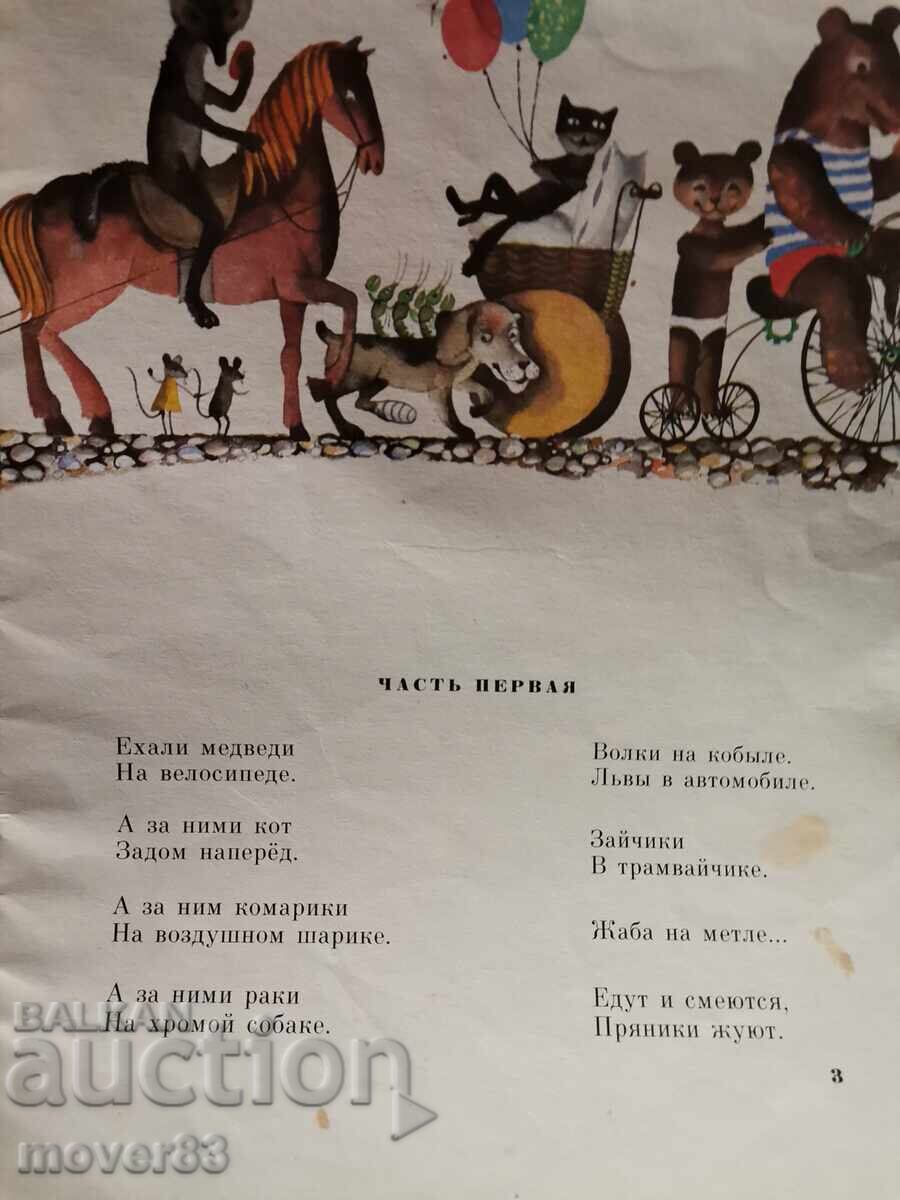 ЧАСТЬ ПЕРВАЯ
Ехали медведи
На велосипеде.
А за ними кот
Задом наперёд.
А за ним комарики
На воздушном шарике.
А за ними раки
На хромой собаке.
Волки на кобыле.
Львы в автомобиле.
Зайчики
В трамвайчике.
Жаба на метле...
Едут и смеются,
Пряники жуют.
3
BALKAN
auction
mover83